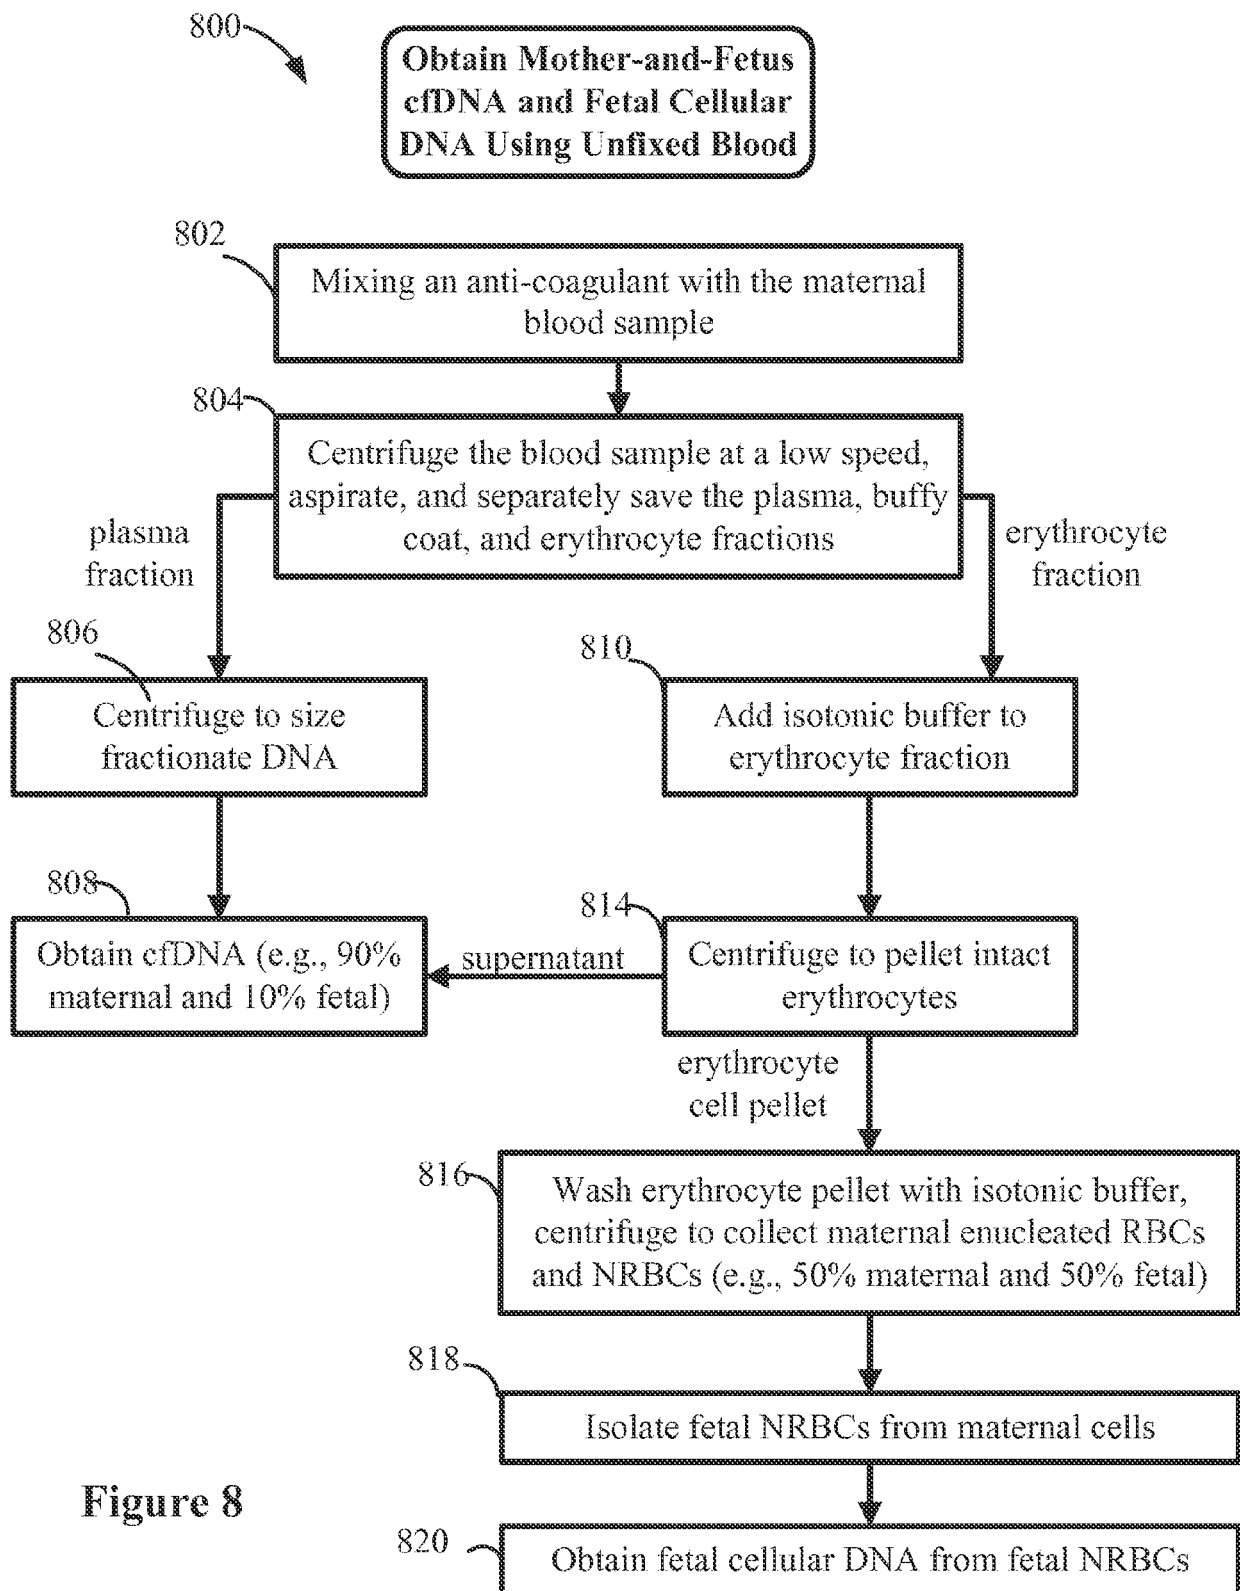 800
Obtain Mother-and-Fetus
cfDNA and Fetal Cellular
DNA Using Unfixed Blood
802
Mixing an anti-coagulant with the maternal
blood sample
804
Centrifuge the blood sample at a low speed,
aspirate, and separately save the plasma, buffy
coat, and erythrocyte fractions
plasma
fraction
erythrocyte
fraction
806
Centrifuge to size
fractionate DNA
810
Add isotonic buffer to
erythrocyte fraction
808
Obtain cfDNA (e.g., 90%
maternal and 10% fetal)
supernatant
814
Centrifuge to pellet intact
erythrocytes
erythrocyte
cell pellet
816
Wash erythrocyte pellet with isotonic buffer,
centrifuge to collect maternal enucleated RBCs
and NRBCs (e.g., 50% maternal and 50% fetal)
818
Isolate fetal NRBCs from maternal cells
Figure 8
820
Obtain fetal cellular DNA from fetal NRBCs